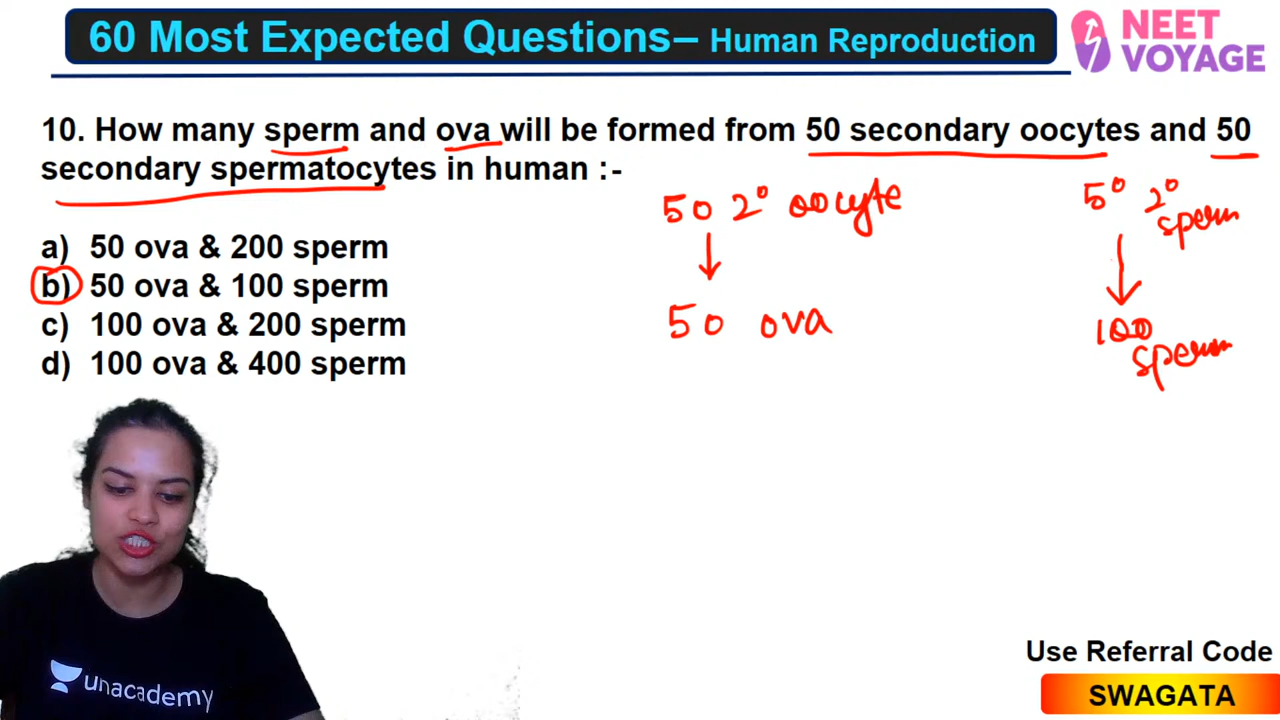 60 Most Expected Questions– Human Reproduction
NEET
VOYAGE
10. How many sperm and ova will be formed from 50 secondary oocytes and 50
secondary spermatocytes in human :-
50 2° oocyte
5° 2°
sperm
a) 50 ova & 200 sperm
b) 50 ova & 100 sperm
c) 100 ova & 200 sperm
d) 100 ova & 400 sperm
50 ova
100
sperm
unacademy
Use Referral Code
SWAGATA